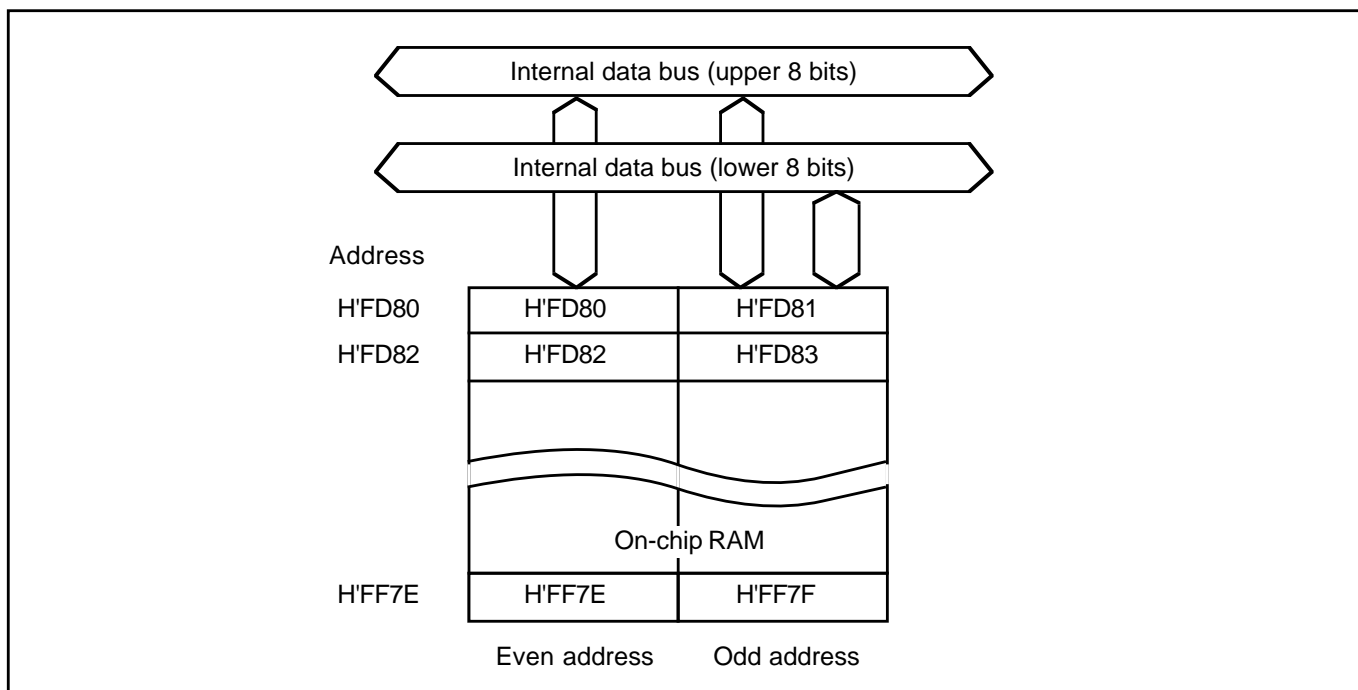 Internal data bus (upper 8 bits)
Internal data bus (lower 8 bits)
Address
H'FD80 H'FD80 H'FD81
H'FD82 H'FD82 H'FD83
On-chip RAM
H'FF7E H'FF7E H'FF7F
Even address Odd address